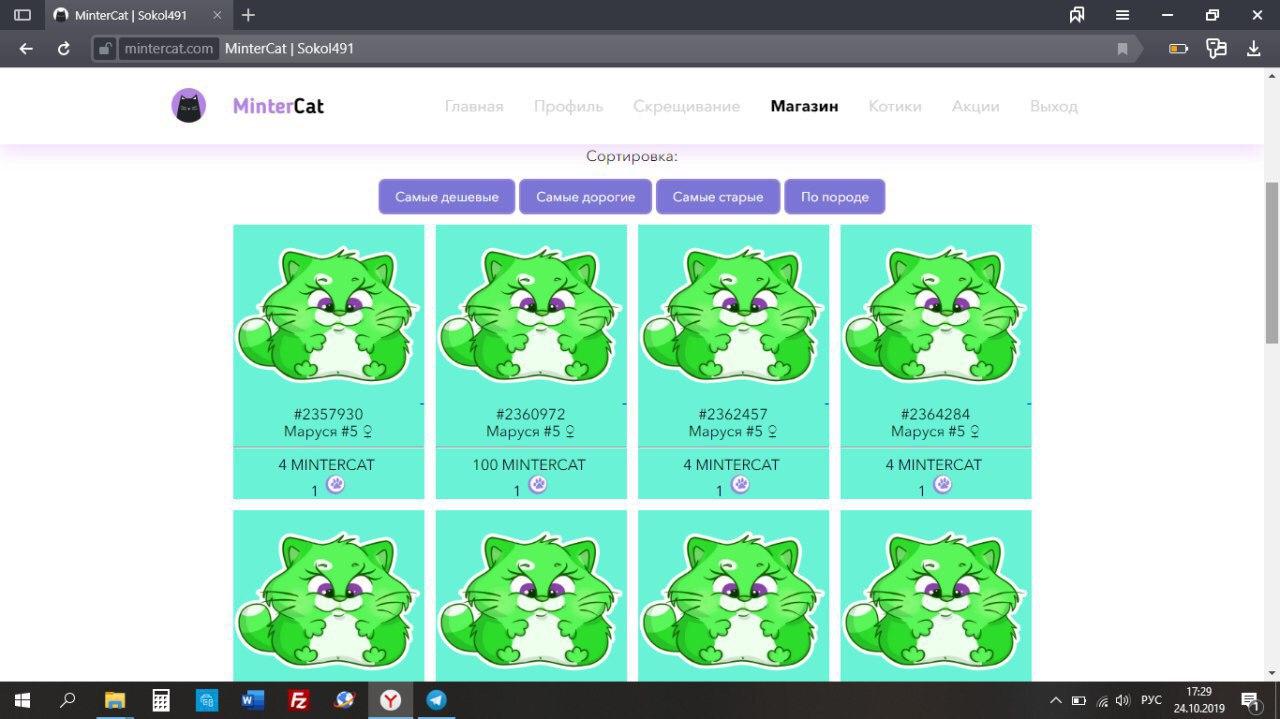 MinterCat | Sokol491
mintercat.com MinterCat | Sokol491
MinterCat Главная Профиль Скрещивание Магазин Котики Акции Выход
Сортировка:
Самые дешевые Самые дорогие Самые старые По породе
#2357930 #2360972 #2362457 #2364284
Маруся #5 ♀ Маруся #5 ♀ Маруся #5 ♀ Маруся #5 ♀
4 MINTERCAT 100 MINTERCAT 4 MINTERCAT 4 MINTERCAT
1 1 1 1
РУС 17:29
24.10.2019